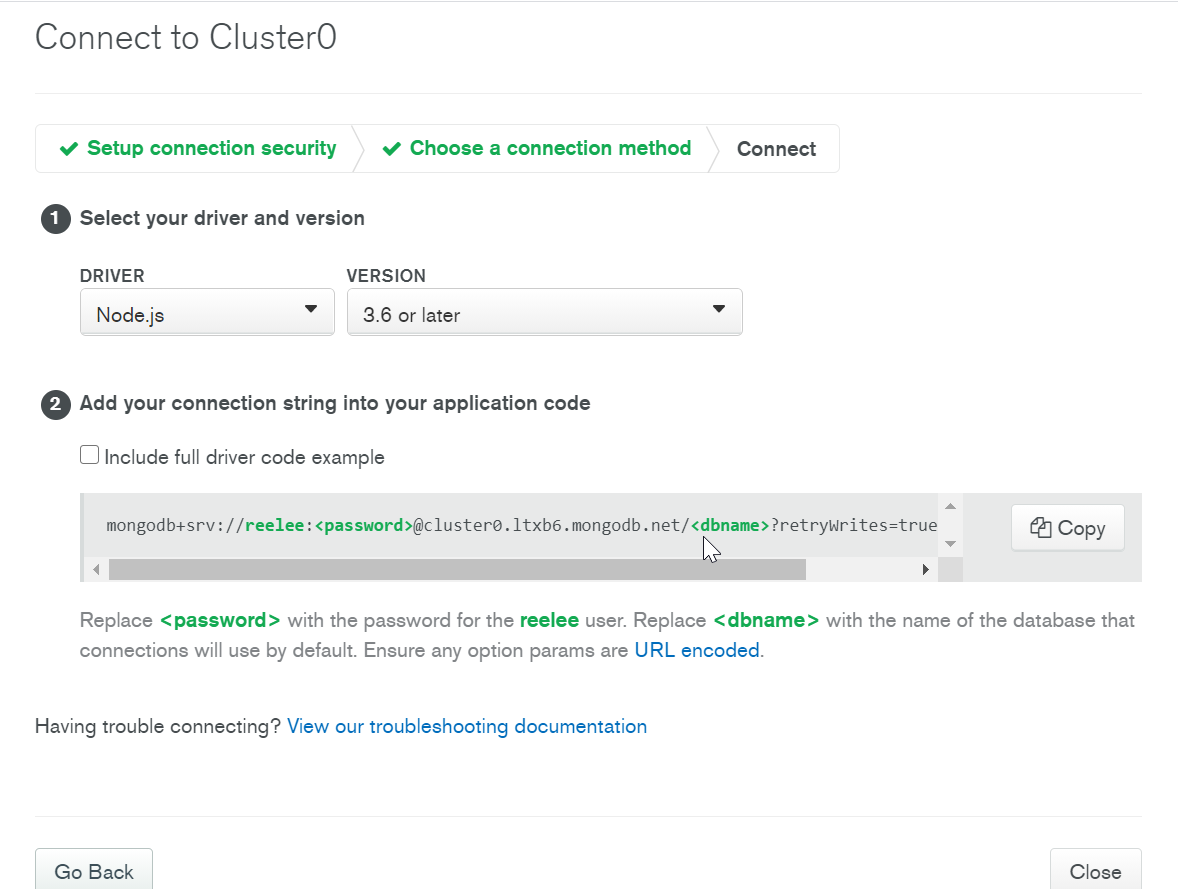 Connect to Cluster0
Setup connection security
Choose a connection method
Connect
1 Select your driver and version
DRIVER
VERSION
Node.js
3.6 or later
2 Add your connection string into your application code
Include full driver code example
mongodb+srv://reelee:<password>@cluster0.ltxb6.mongodb.net/<dbname>?retryWrites=true
Copy
Replace <password> with the password for the reelee user. Replace <dbname> with the name of the database that
connections will use by default. Ensure any option params are URL encoded.
Having trouble connecting? View our troubleshooting documentation
Go Back
Close